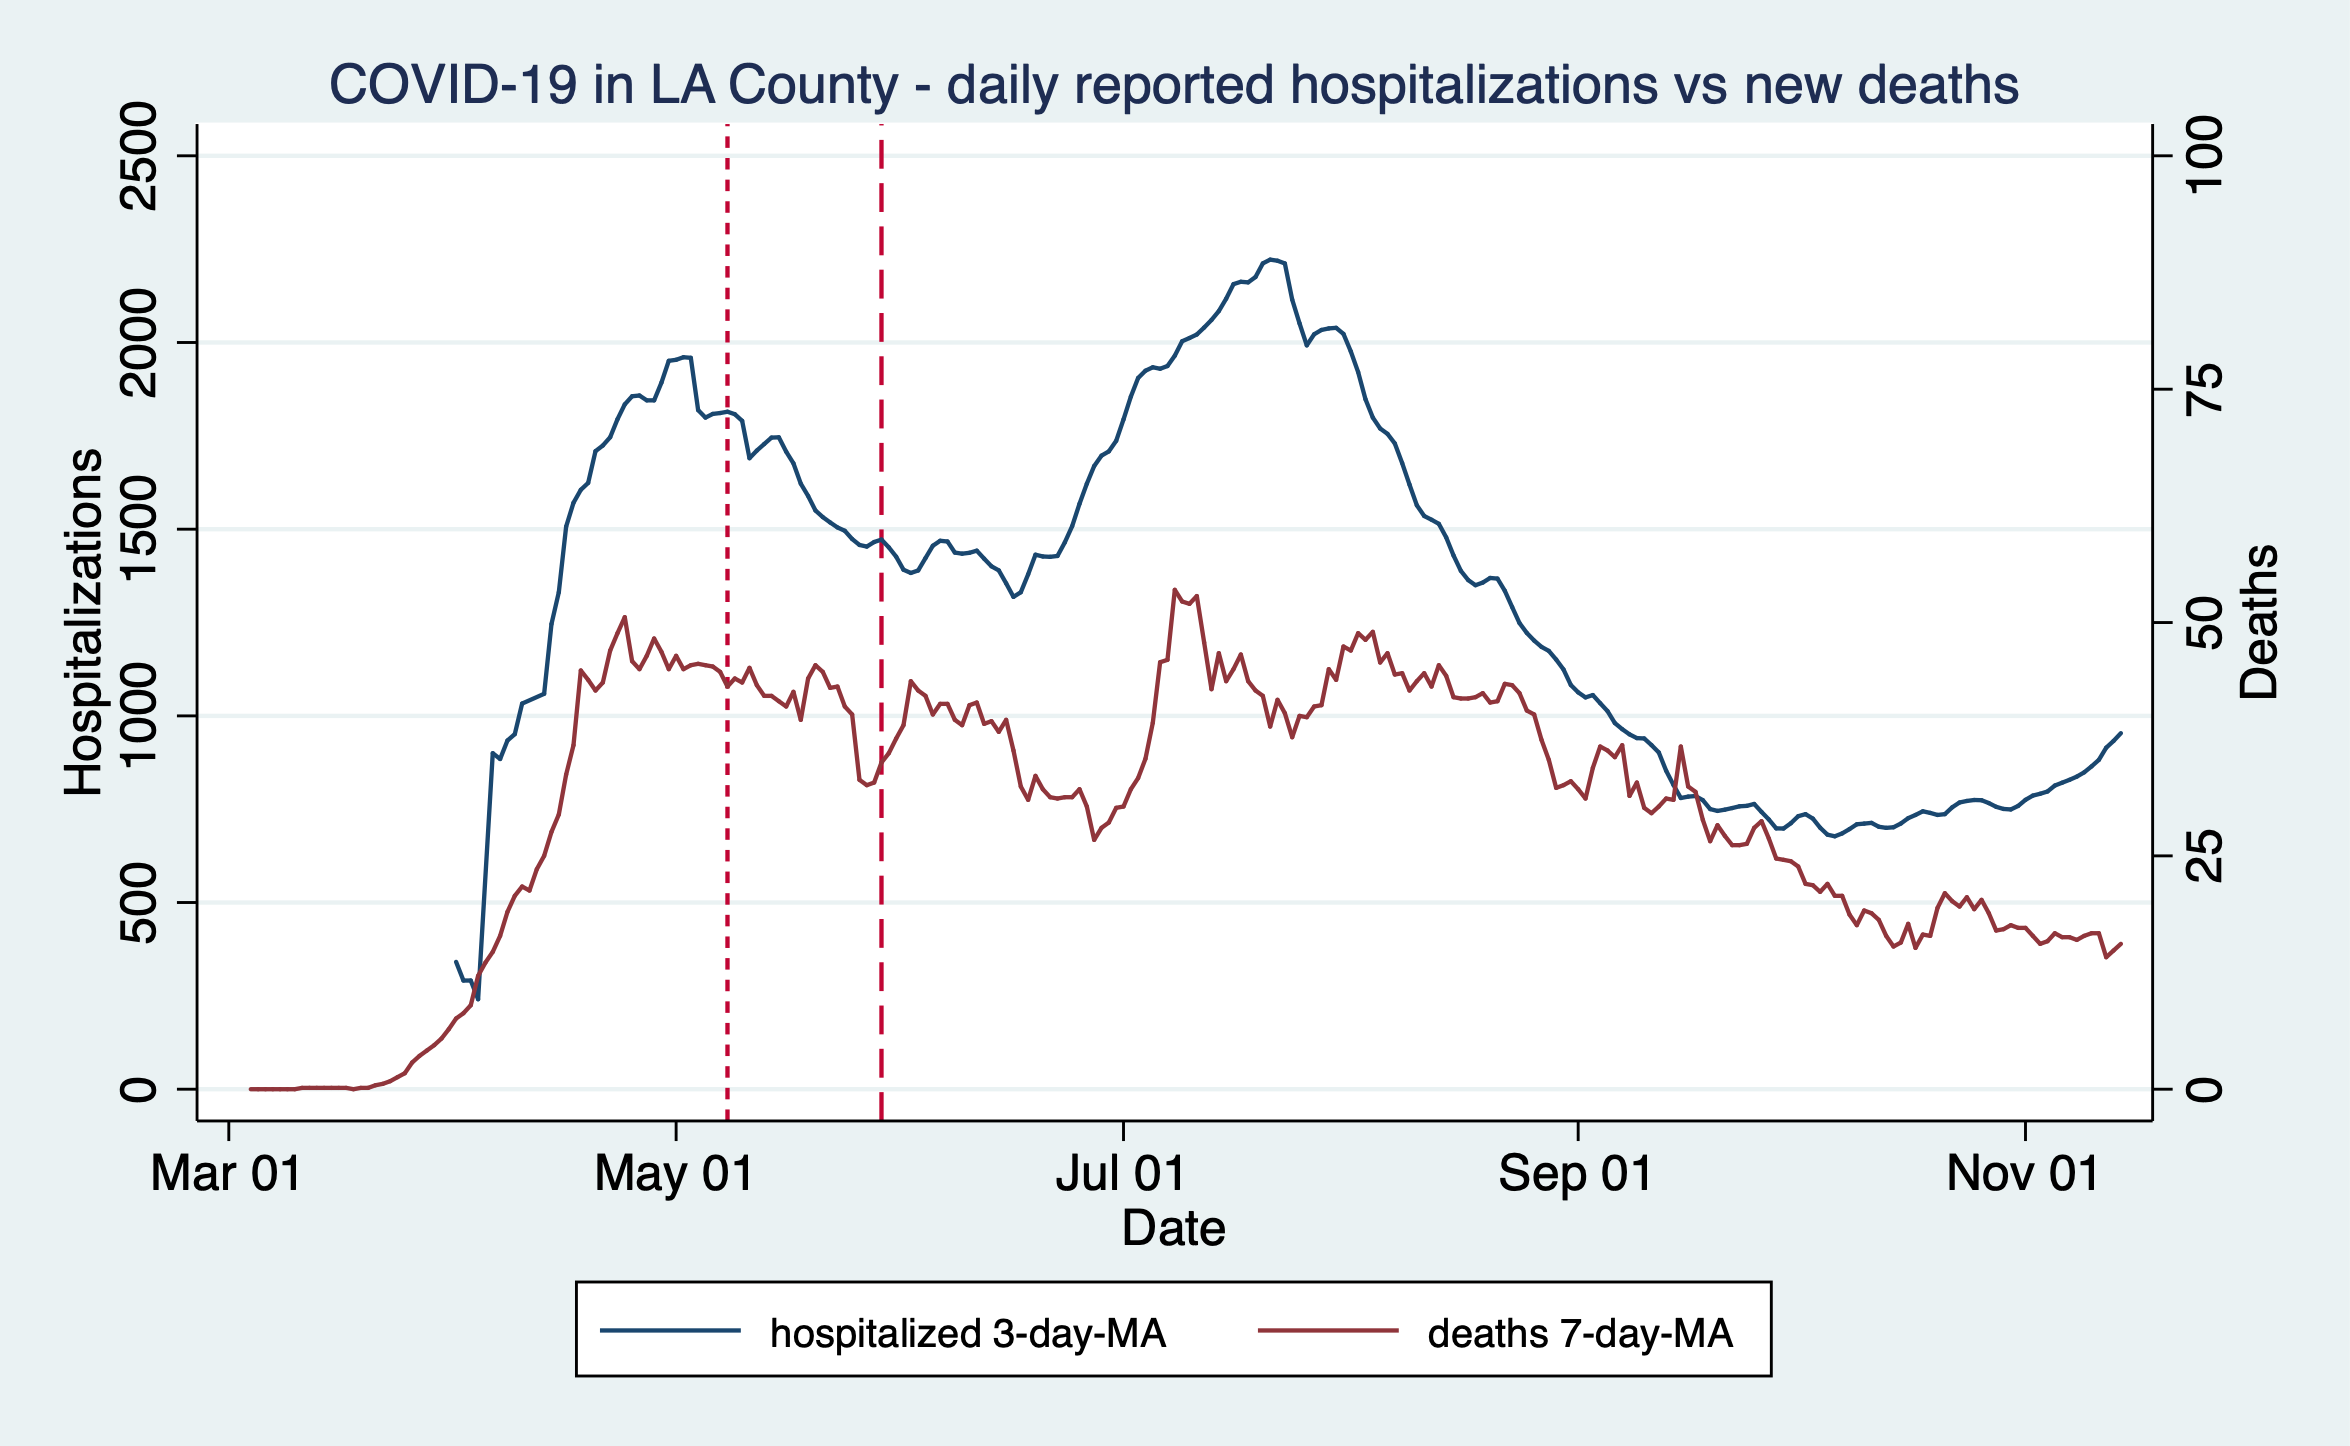 COVID-19 in LA County - daily reported hospitalizations vs new deaths
2500
2000
1500
1000
500
0
Hospitalizations
100
75
50
25
0
Deaths
Mar 01 May 01 Jul 01 Sep 01 Nov 01
Date
hospitalized 3-day-MA deaths 7-day-MA